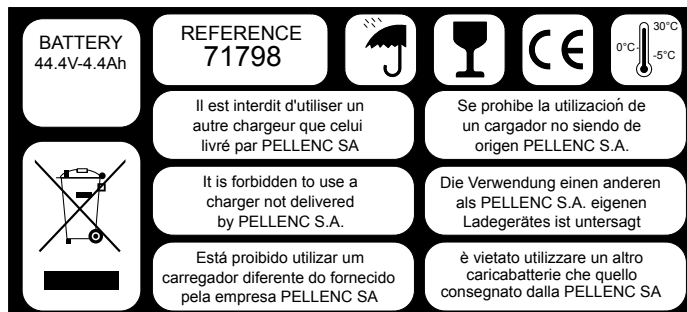 BATTERY
44.4V-4.4Ah
REFERENCE
71798
CE
30°C
0°C
-5°C
Il est interdit d'utiliser un
autre chargeur que celui
livré par PELLENC SA
Se prohibe la utilización de
un cargador no siendo de
origen PELLENC S.A.
It is forbidden to use a
charger not delivered
by PELLENC S.A.
Die Verwendung einen anderen
als PELLENC S.A. eigenen
Ladegerätes ist untersagt
Está proibido utilizar um
carregador diferente do fornecido
pela empresa PELLENC SA
è vietato utilizzare un altro
caricabatterie che quello
consegnato dalla PELLENC SA